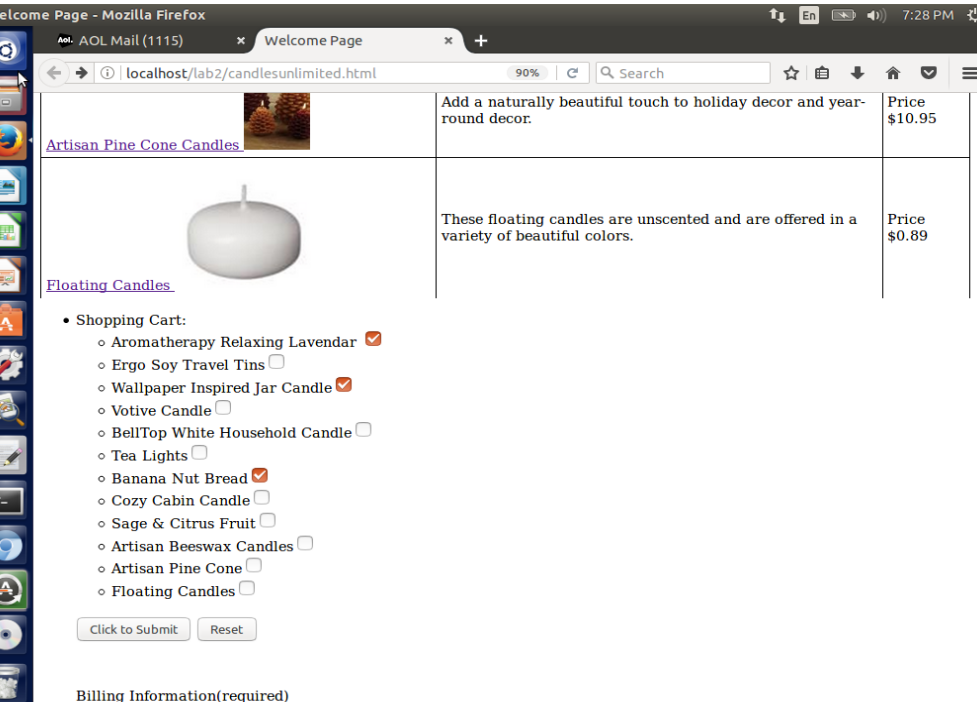 elcome Page - Mozilla Firefox
En
7:28 PM
Aol. AOL Mail (1115) ×
Welcome Page × +
localhost/lab2/candlesunlimited.html
90%
Search
Add a naturally beautiful touch to holiday decor and year-
round decor.
Price
$10.95
Artisan Pine Cone Candles
These floating candles are unscented and are offered in a
variety of beautiful colors.
Price
$0.89
Floating Candles
• Shopping Cart:
Aromatherapy Relaxing Lavendar
Ergo Soy Travel Tins
Wallpaper Inspired Jar Candle
Votive Candle
BellTop White Household Candle
Tea Lights
Banana Nut Bread
Cozy Cabin Candle
Sage & Citrus Fruit
Artisan Beeswax Candles
Artisan Pine Cone
Floating Candles
Click to Submit
Reset
Billing Information(required)